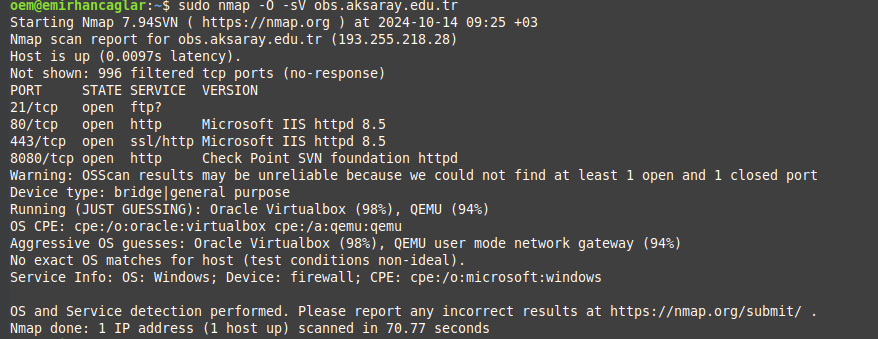 oem@emirhancaglar:~$ sudo nmap -O -sV obs.aksaray.edu.tr
Starting Nmap 7.94SVN ( https://nmap.org ) at 2024-10-14 09:25 +03
Nmap scan report for obs.aksaray.edu.tr (193.255.218.28)
Host is up (0.0097s latency).
Not shown: 996 filtered tcp ports (no-response)
PORT     STATE SERVICE  VERSION
21/tcp   open  ftp?
80/tcp   open  http     Microsoft IIS httpd 8.5
443/tcp  open  ssl/http Microsoft IIS httpd 8.5
8080/tcp open  http     Check Point SVN foundation httpd
Warning: OSScan results may be unreliable because we could not find at least 1 open and 1 closed port
Device type: bridge|general purpose
Running (JUST GUESSING): Oracle Virtualbox (98%), QEMU (94%)
OS CPE: cpe:/o:oracle:virtualbox cpe:/a:qemu:qemu
Aggressive OS guesses: Oracle Virtualbox (98%), QEMU user mode network gateway (94%)
No exact OS matches for host (test conditions non-ideal).
Service Info: OS: Windows; Device: firewall; CPE: cpe:/o:microsoft:windows

OS and Service detection performed. Please report any incorrect results at https://nmap.org/submit/ .
Nmap done: 1 IP address (1 host up) scanned in 70.77 seconds